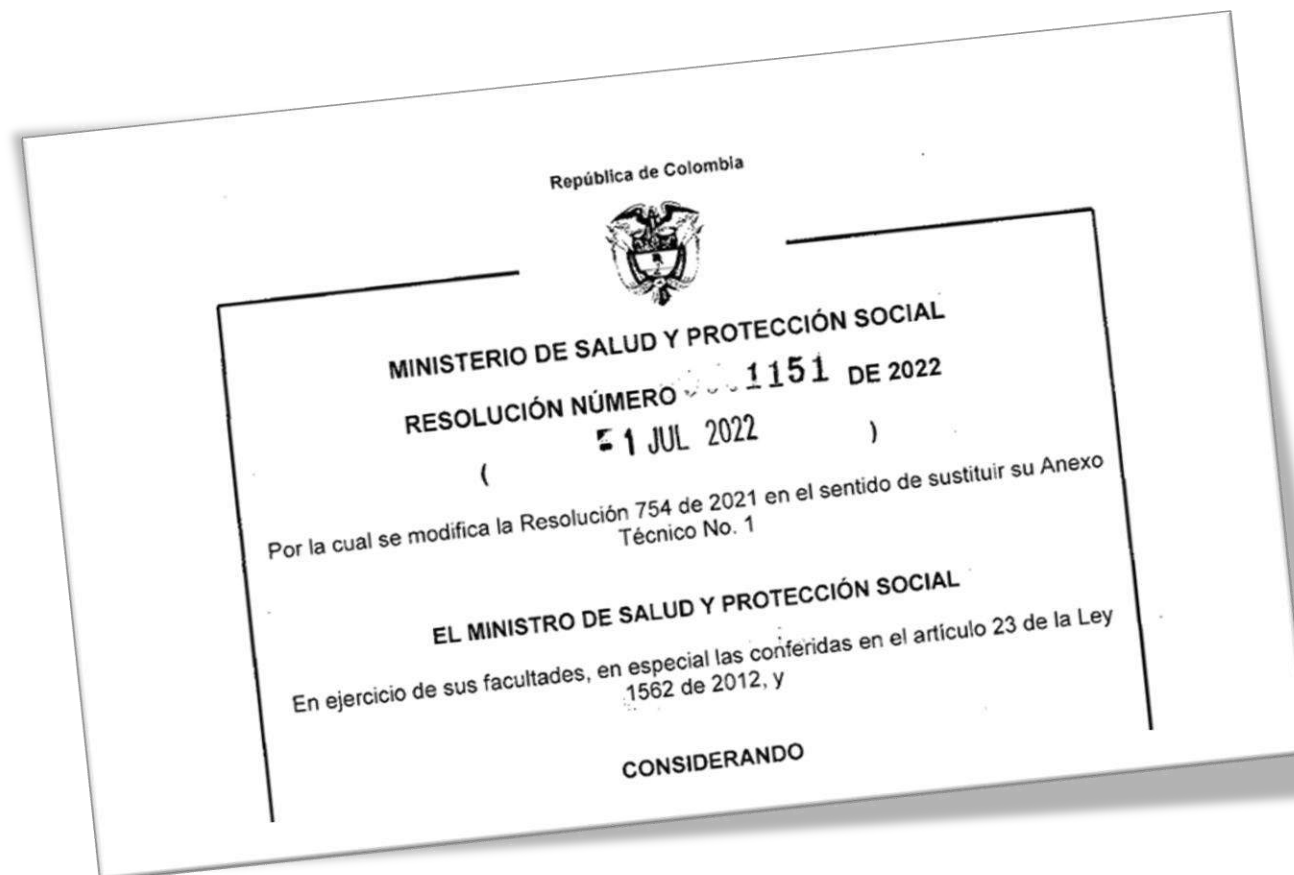 República de Colombia
MINISTERIO DE SALUD Y PROTECCIÓN SOCIAL
RESOLUCIÓN NÚMERO 1151 DE 2022
( 1 JUL 2022 )
Por la cual se modifica la Resolución 754 de 2021 en el sentido de sustituir su Anexo
Técnico No. 1
EL MINISTRO DE SALUD Y PROTECCIÓN SOCIAL
En ejercicio de sus facultades, en especial las conferidas en el artículo 23 de la Ley
1562 de 2012, y
CONSIDERANDO